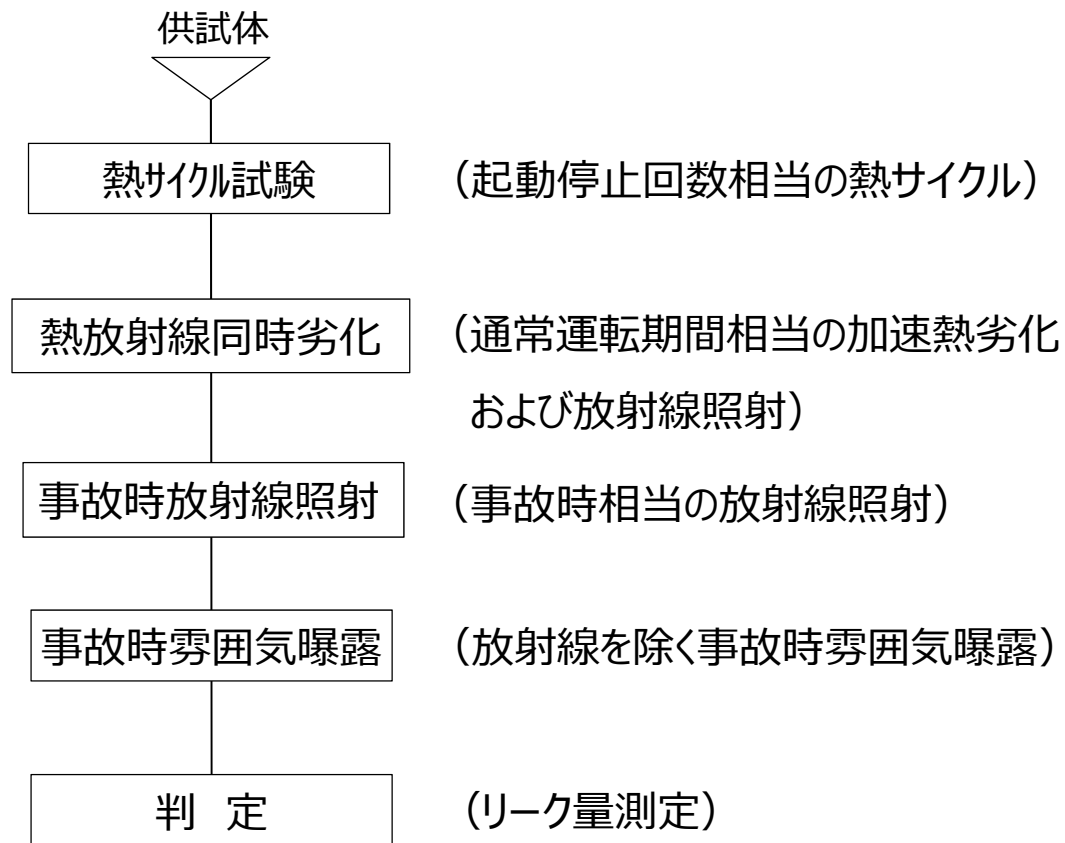 供試体
熱ｻｲｸﾙ試験
（起動停止回数相当の熱サイクル）
熱放射線同時劣化
（通常運転期間相当の加速熱劣化
および放射線照射）
事故時放射線照射
（事故時相当の放射線照射）
事故時雰囲気曝露
（放射線を除く事故時雰囲気曝露）
判　定
（リーク量測定）